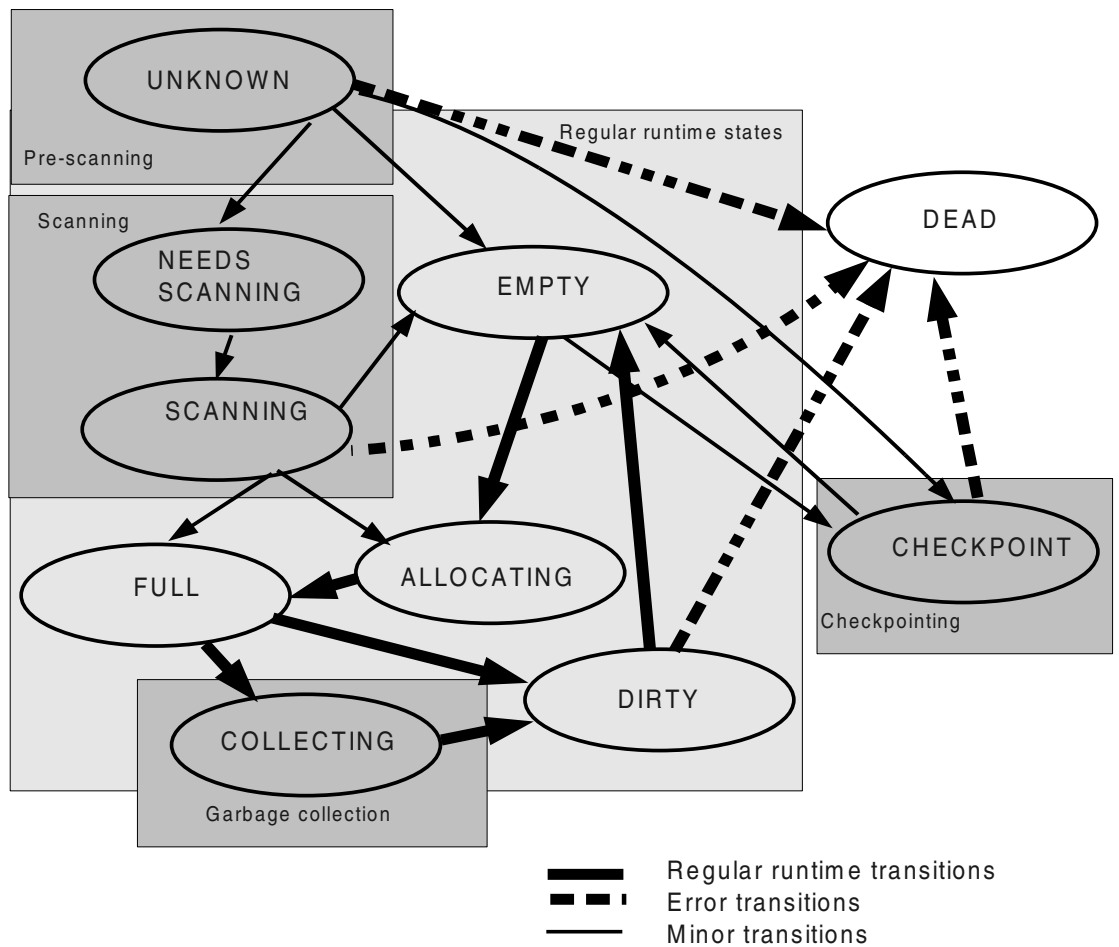 UNKNOWN
Pre-scanning
Regular runtime states
Scanning
DEAD
NEEDS
SCANNING
EMPTY
SCANNING
CHECKPOINT
ALLOCATING
FULL
Checkpointing
DIRTY
COLLECTING
Garbage collection
Regular runtime transitions
Error transitions
Minor transitions